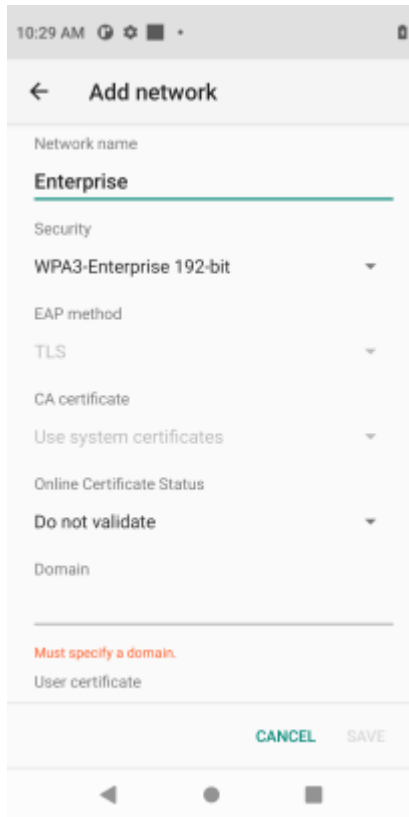 10:29 AM
Add network
Network name
Enterprise
Security
WPA3-Enterprise 192-bit
EAP method
TLS
CA certificate
Use system certificates
Online Certificate Status
Do not validate
Domain
Must specify a domain.
User certificate
CANCEL SAVE